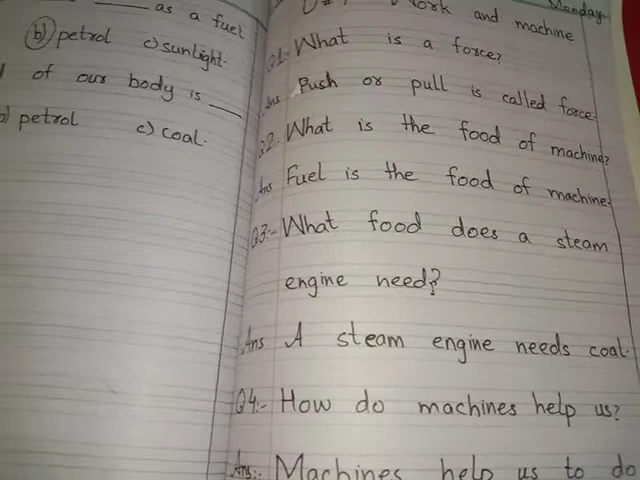 as a fuel
b) petrol c) sunlight.
of our body is
petrol c) coal.
Monday
Work and machine
Q1:- What is a force?
Ans Push or pull is called force.
Q2:- What is the food of machine?
Ans Fuel is the food of machine.
Q3:- What food does a steam
engine need?
Ans A steam engine needs coal.
Q4:- How do machines help us?
Ans:- Machines help us to do